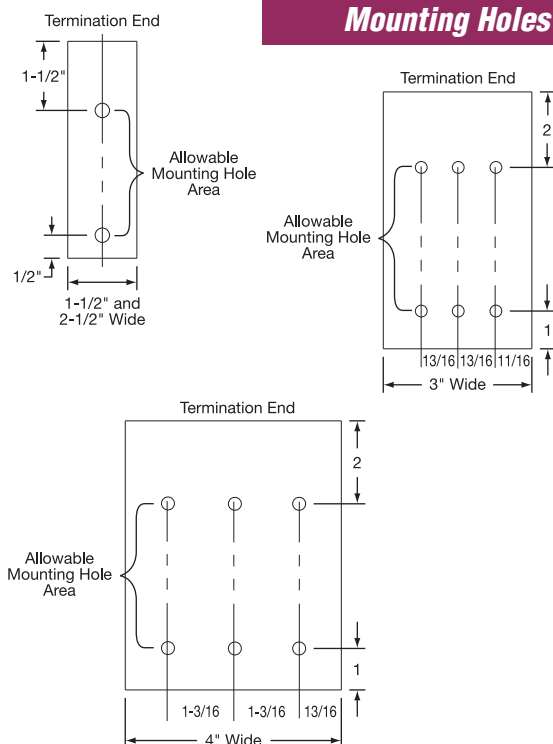 Mounting Holes
Termination End
1-1/2"
Allowable
Mounting Hole
Area
1/2"
1-1/2" and
2-1/2" Wide
Termination End
2
Allowable
Mounting Hole
Area
1
13/16 13/16 11/16
3" Wide
Termination End
2
Allowable
Mounting Hole
Area
1
1-3/16 1-3/16 13/16
4" Wide